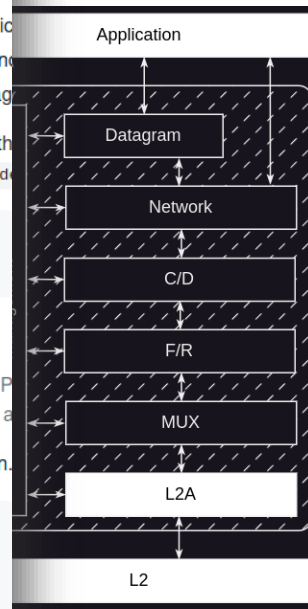 Application
Datagram
Network
C/D
F/R
MUX
L2A
L2